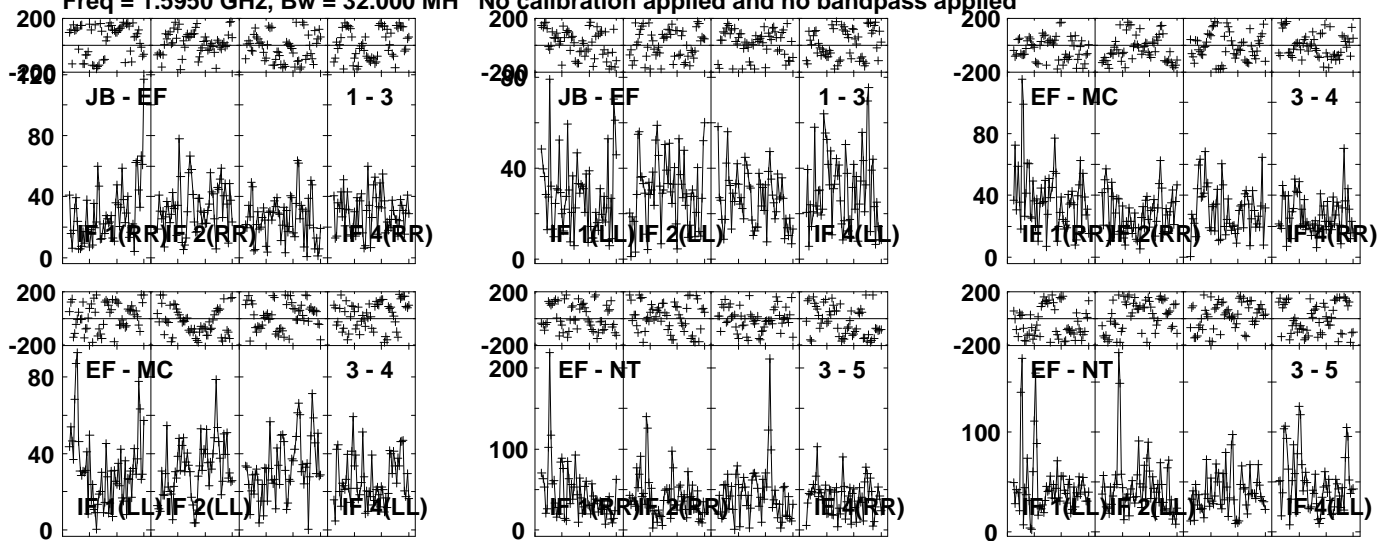 Freq = 1.5950 GHz, Bw = 32.000 MH No calibration applied and no bandpass applied
200
-200
120
80
40
0
JB - EF 1 - 3
IF 1(RR) IF 2(RR) IF 4(RR)
200
-200
80
40
0
JB - EF 1 - 3
IF 1(LL) IF 2(LL) IF 4(LL)
200
-200
80
40
0
EF - MC 3 - 4
IF 1(RR) IF 2(RR) IF 4(RR)
200
-200
80
40
0
EF - MC 3 - 4
IF 1(LL) IF 2(LL) IF 4(LL)
200
-200
200
100
0
EF - NT 3 - 5
IF 1(RR) IF 2(RR) IF 4(RR)
200
-200
100
0
EF - NT 3 - 5
IF 1(LL) IF 2(LL) IF 4(LL)